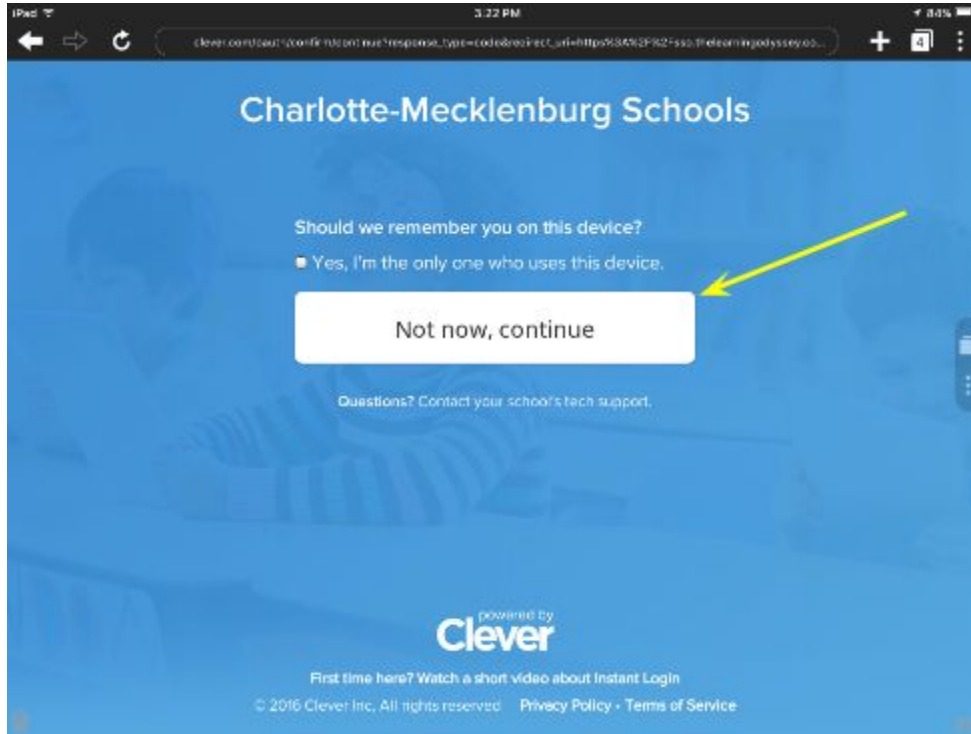 iPad 3:22 PM 84%
4
Charlotte-Mecklenburg Schools
Should we remember you on this device?
Yes, I'm the only one who uses this device.
Not now, continue
Questions? Contact your school's tech support.
powered by
Clever
First time here? Watch a short video about Instant Login
© 2016 Clever Inc. All rights reserved Privacy Policy • Terms of Service